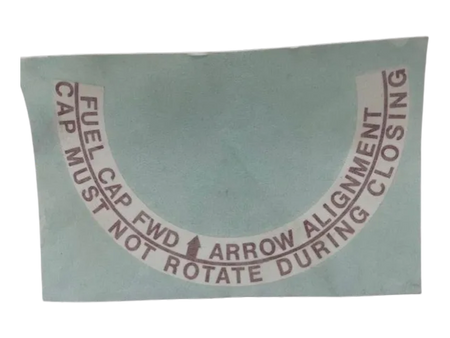 FUEL CAP FWD ⬆ ARROW ALIGNMENT
CAP MUST NOT ROTATE DURING CLOSING